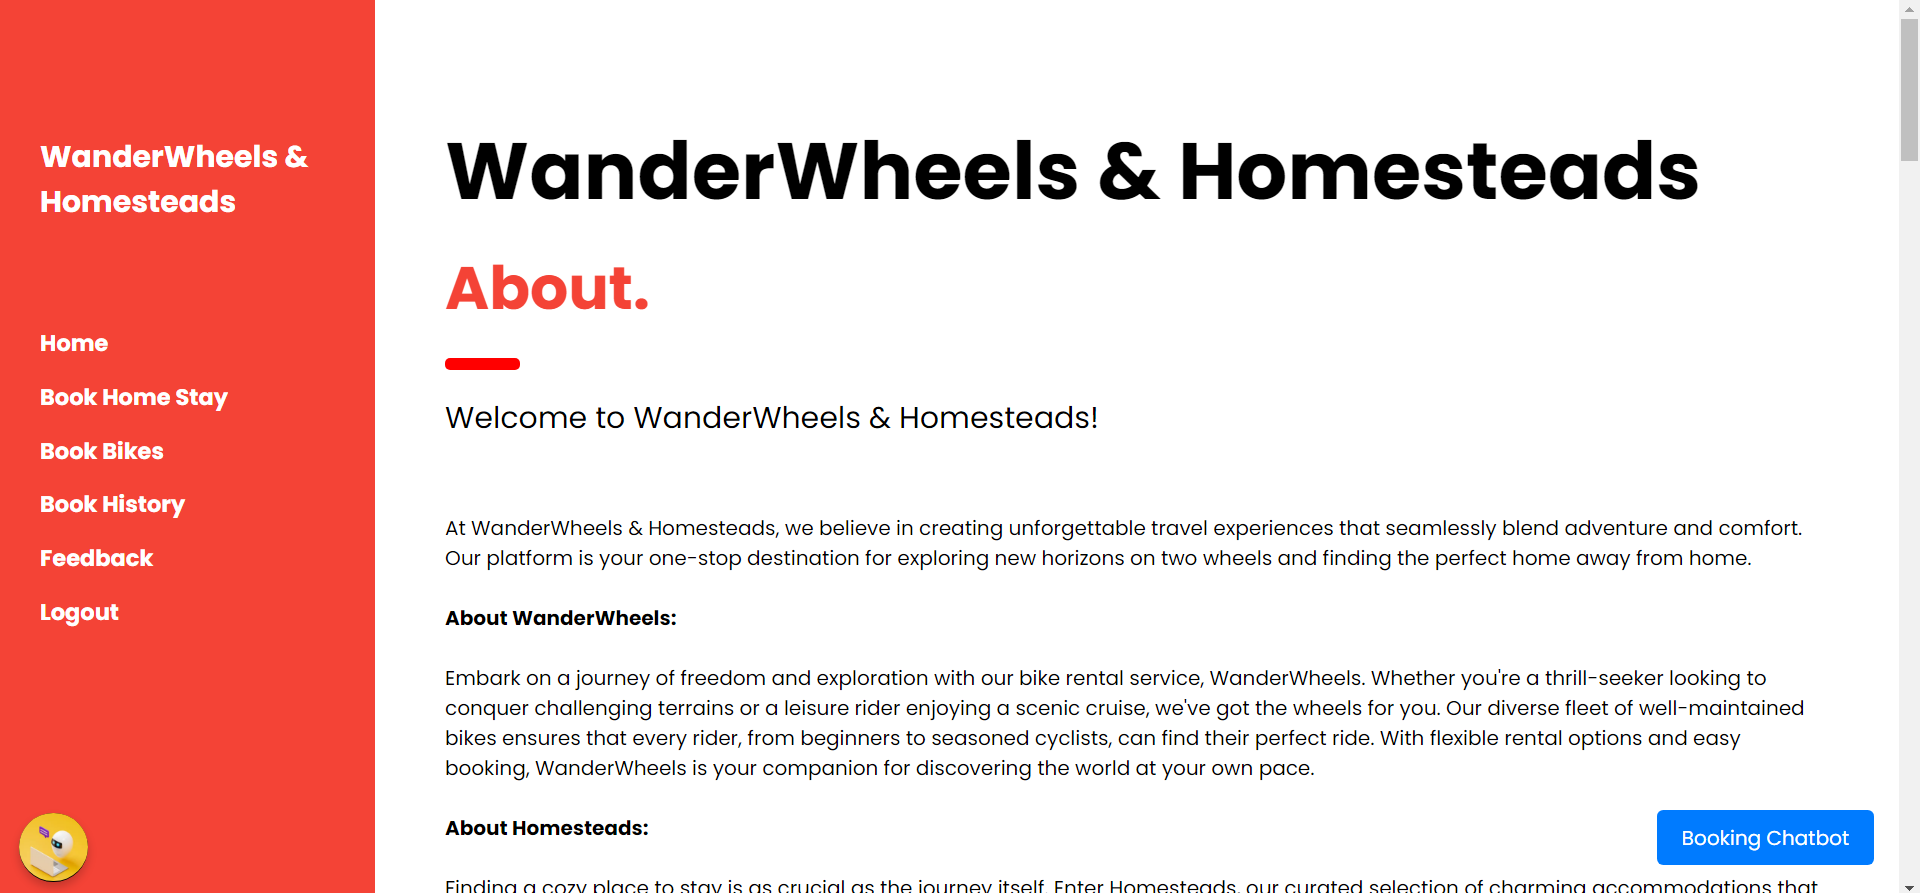 WanderWheels &
Homesteads
Home
Book Home Stay
Book Bikes
Book History
Feedback
Logout
WanderWheels & Homesteads
About.
Welcome to WanderWheels & Homesteads!
At WanderWheels & Homesteads, we believe in creating unforgettable travel experiences that seamlessly blend adventure and comfort.
Our platform is your one-stop destination for exploring new horizons on two wheels and finding the perfect home away from home.
About WanderWheels:
Embark on a journey of freedom and exploration with our bike rental service, WanderWheels. Whether you're a thrill-seeker looking to
conquer challenging terrains or a leisure rider enjoying a scenic cruise, we've got the wheels for you. Our diverse fleet of well-maintained
bikes ensures that every rider, from beginners to seasoned cyclists, can find their perfect ride. With flexible rental options and easy
booking, WanderWheels is your companion for discovering the world at your own pace.
About Homesteads:
Finding a cozy place to stay is as crucial as the journey itself. Enter Homesteads, our curated selection of charming accommodations that
Booking Chatbot